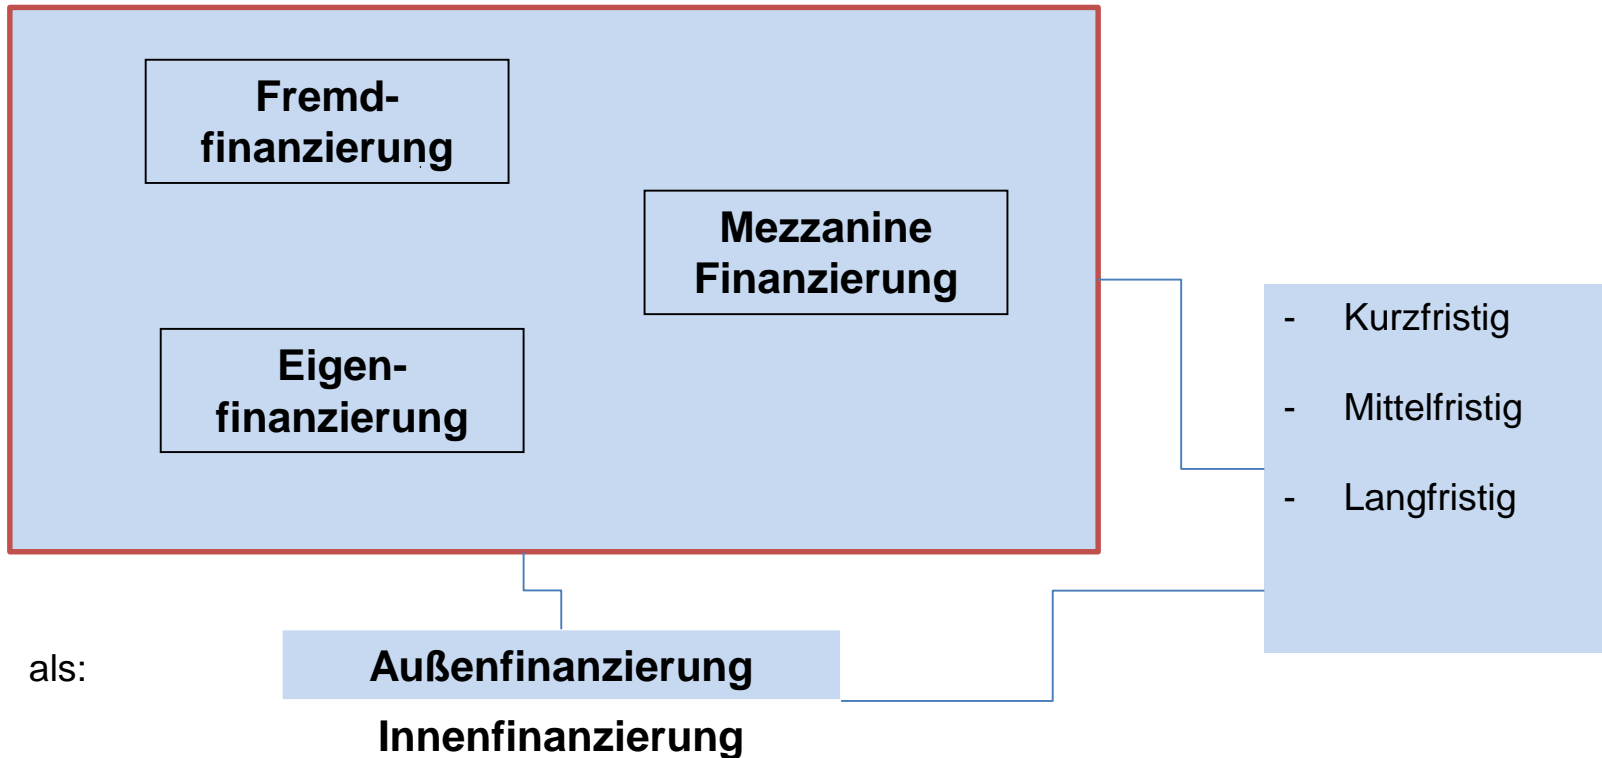 Fremd-
finanzierung
Mezzanine
Finanzierung
Eigen-
finanzierung
- Kurzfristig
- Mittelfristig
- Langfristig
als:
Außenfinanzierung
Innenfinanzierung